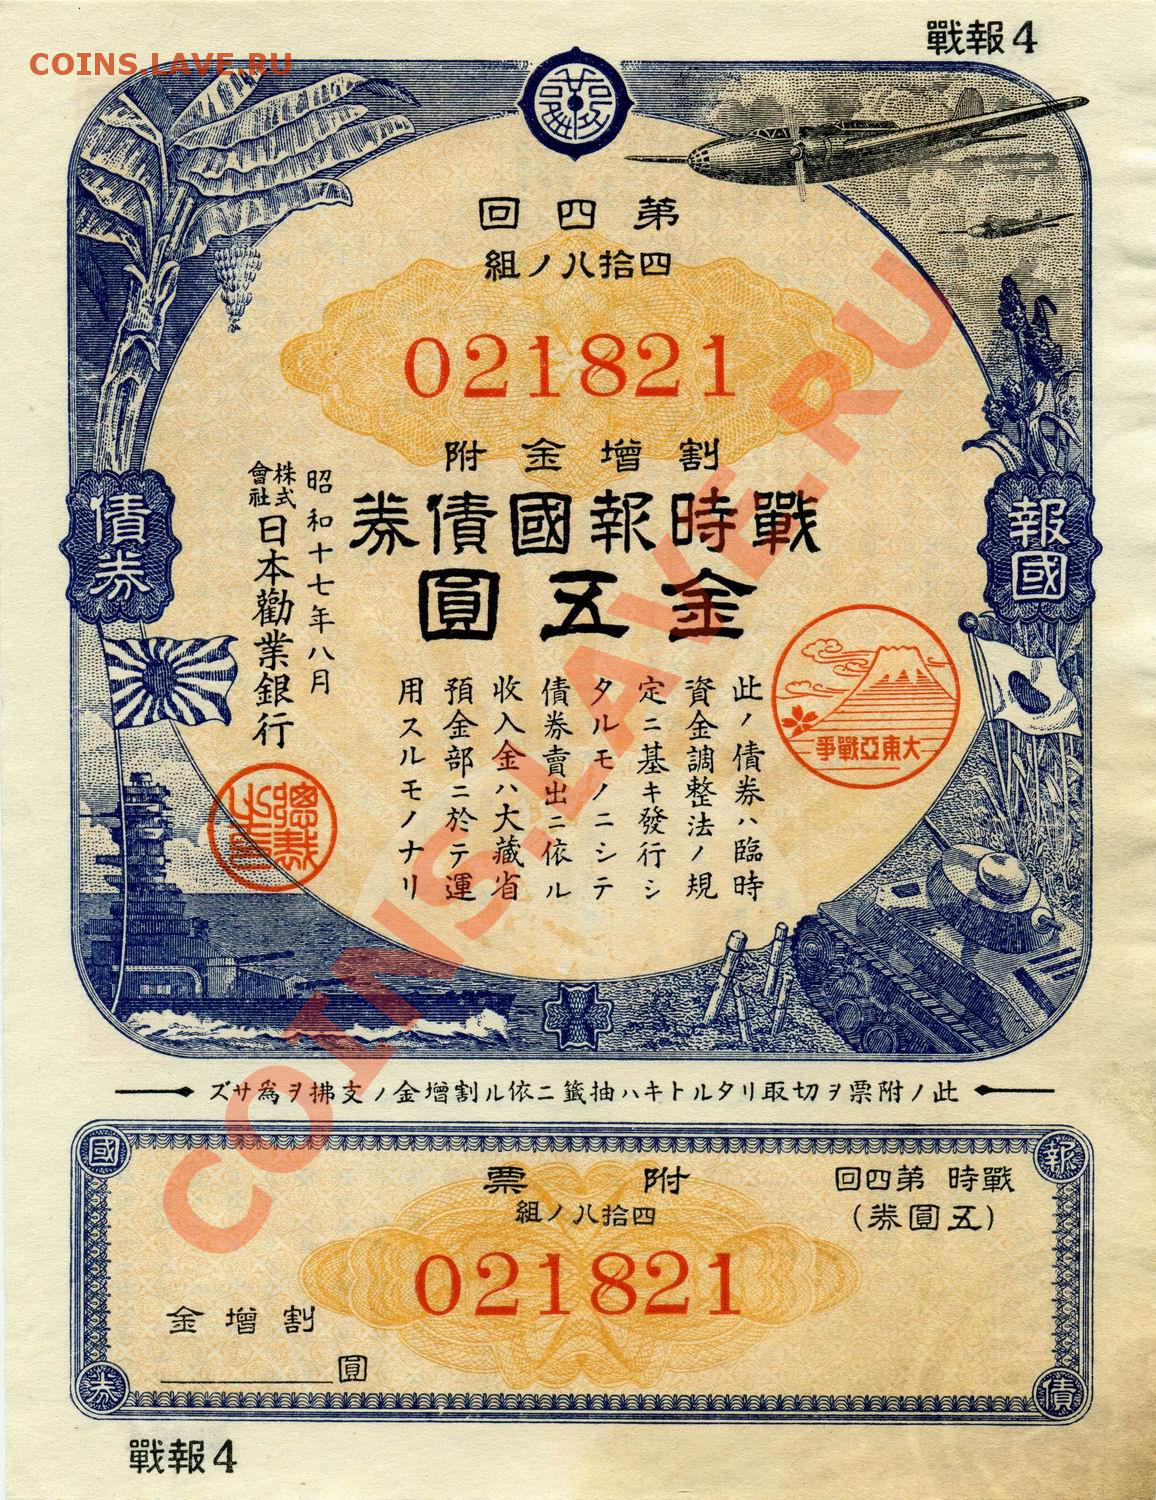 戰報4
COINS.LAVE.RU
第四回
四拾八ノ組
021821
割增金附
戰時報國債券
金五圓
報國
債券
此ノ債券ハ臨時
資金調整法ノ規
定ニ基キ發行シ
タルモノニシテ
債券賣出ニ依ル
收入金ハ大藏省
預金部ニ於テ運
用スルモノナリ
昭和十七年八月
株式會社日本勸業銀行
大東亞戰爭
COINS.LAVE.RU
此ノ附票ヲ切取リタルトキハ抽籤ニ依ル割增金ノ支拂ヲ爲サズ
報國
債券
戰時 第四回
(五圓券)
附票
四拾八ノ組
021821
割增金
圓
戰報4